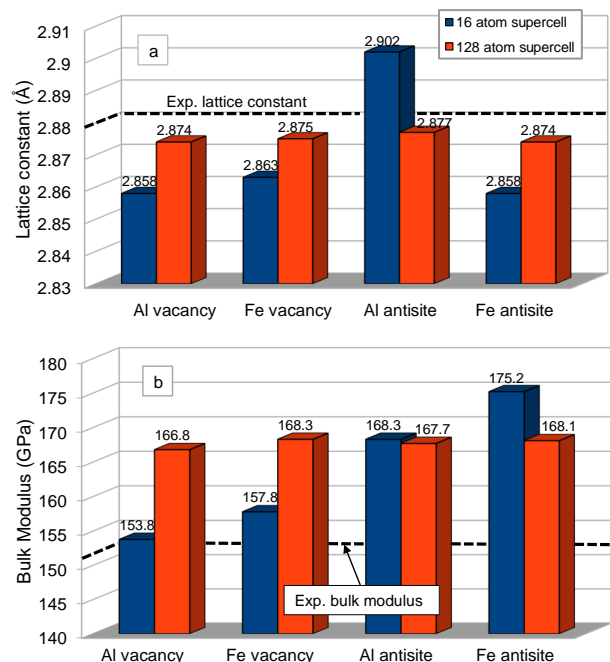 2.91
2.9
2.89
2.88
2.87
2.86
2.85
2.84
2.83
Lattice constant (Å)
a
16 atom supercell
128 atom supercell
Exp. lattice constant
2.858
2.874
2.863
2.875
2.902
2.877
2.858
2.874
Al vacancy
Fe vacancy
Al antisite
Fe antisite
180
175
170
165
160
155
150
145
140
Bulk Modulus (GPa)
b
153.8
166.8
157.8
168.3
168.3
167.7
175.2
168.1
Exp. bulk modulus
Al vacancy
Fe vacancy
Al antisite
Fe antisite